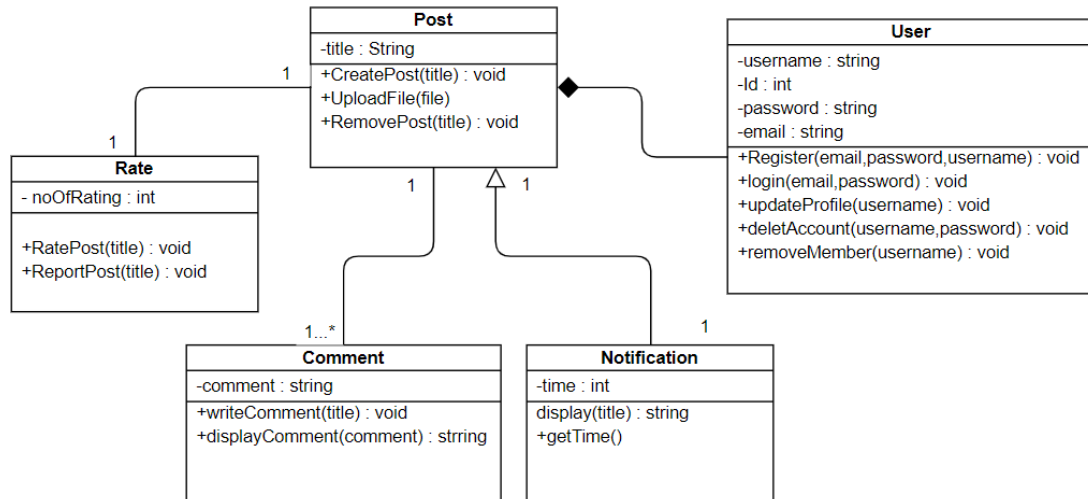 Post
-title : String
+CreatePost(title) : void
+UploadFile(file)
+RemovePost(title) : void
User
-username : string
-Id : int
-password : string
-email : string
+Register(email,password,username) : void
+login(email,password) : void
+updateProfile(username) : void
+deletAccount(username,password) : void
+removeMember(username) : void
1
1
Rate
- noOfRating : int
+RatePost(title) : void
+ReportPost(title) : void
1
1
1...*
1
Comment
-comment : string
+writeComment(title) : void
+displayComment(comment) : strring
Notification
-time : int
display(title) : string
+getTime()